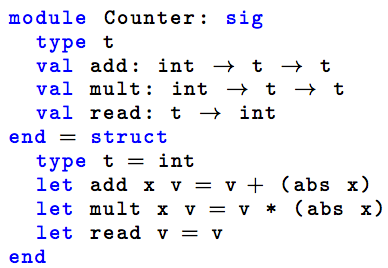 module Counter: sig
type t
val add: int → t → t
val mult: int → t → t
val read: t → int
end = struct
type t = int
let add x v = v + (abs x)
let mult x v = v * (abs x)
let read v = v
end